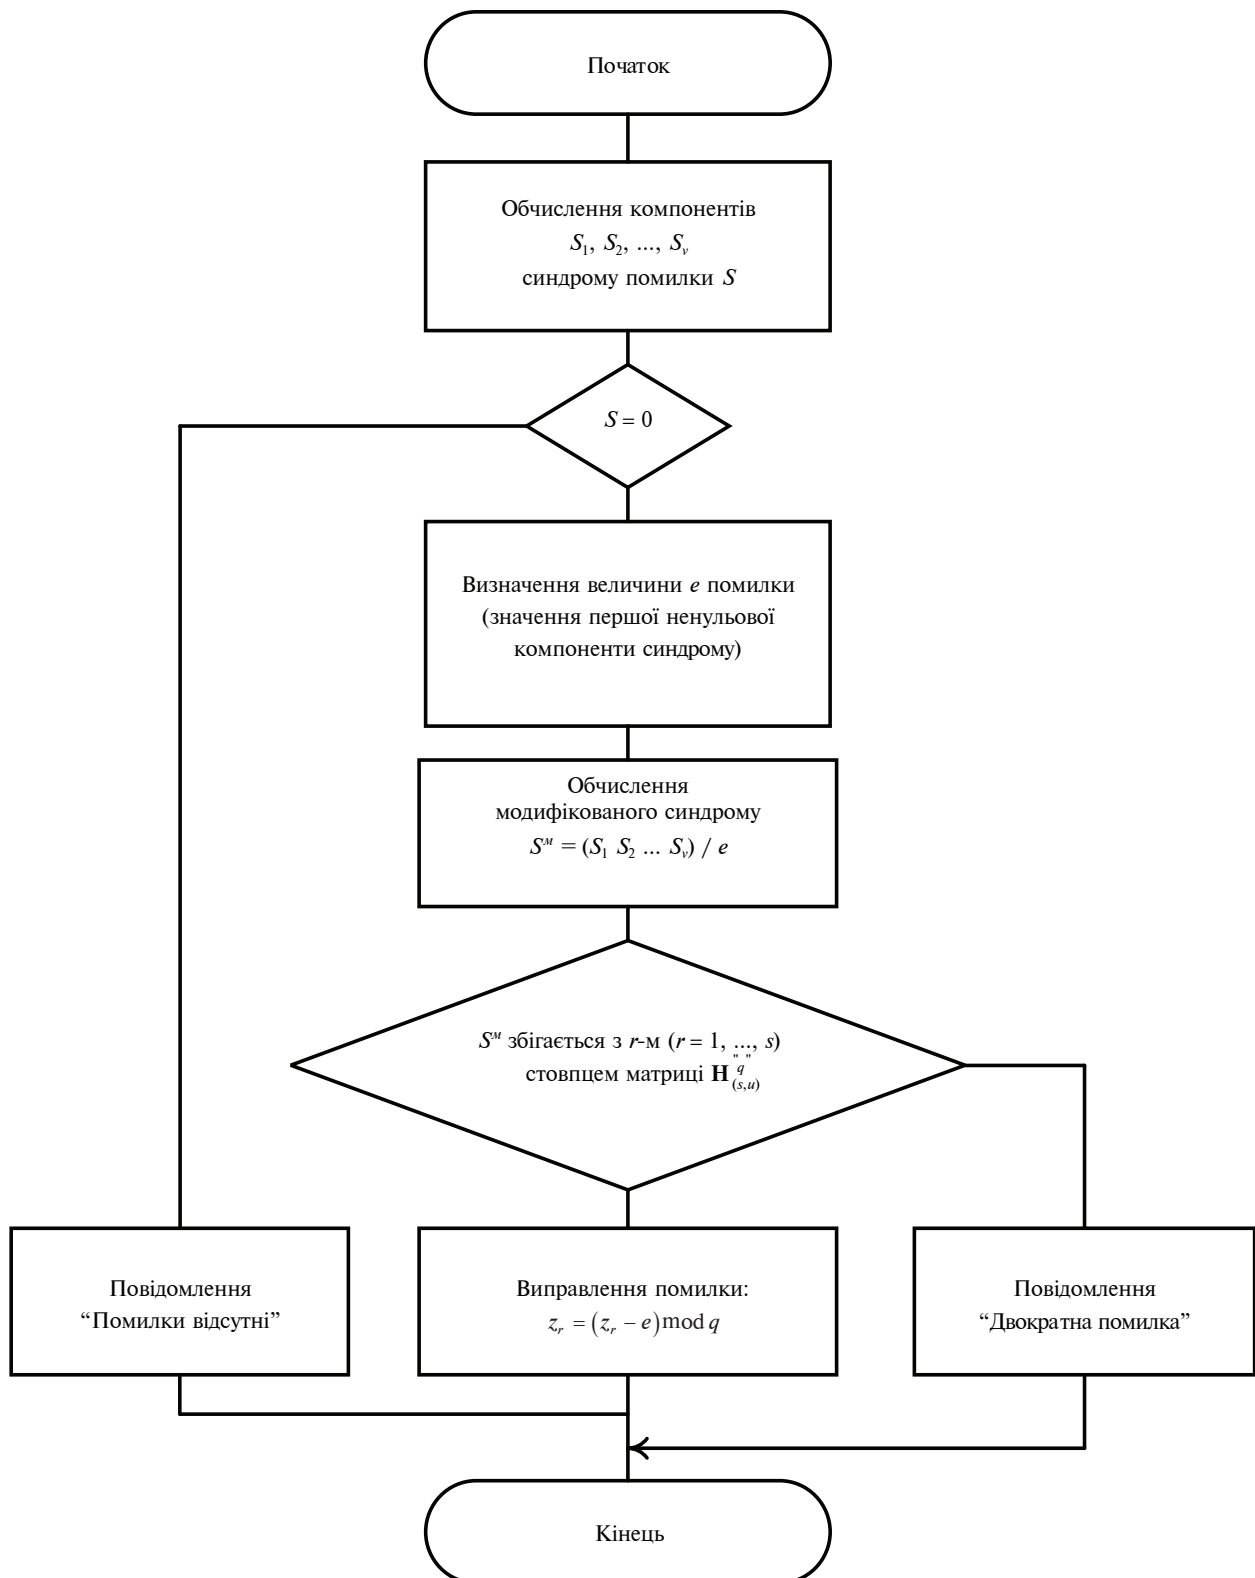 Початок
Обчислення компонентів
S₁, S₂, ..., Sᵥ
синдрому помилки S
S = 0
Визначення величини e помилки
(значення першої ненульової
компоненти синдрому)
Обчислення
модифікованого синдрому
Sᴹ = (S₁ S₂ ... Sᵥ) / e
Sᴹ збігається з r-м (r = 1, ..., s)
стовпцем матриці H "q" (s,u)
Повідомлення
“Помилки відсутні”
Виправлення помилки:
zᵣ = (zᵣ – e) mod q
Повідомлення
“Двократна помилка”
Кінець